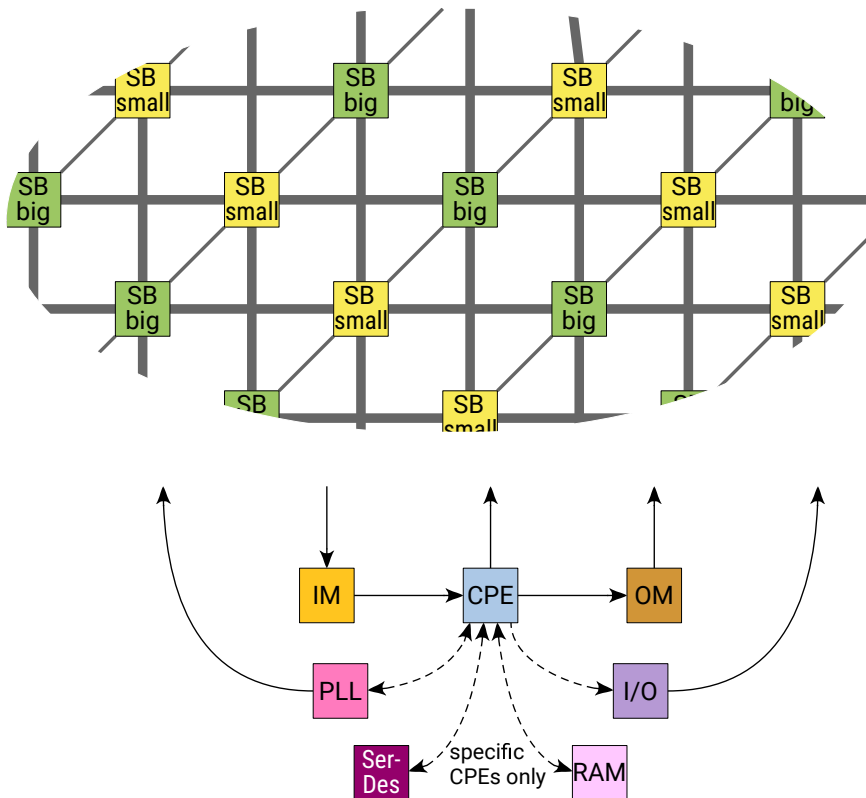 SB
small
SB
big
SB
small
big
SB
big
SB
small
SB
big
SB
small
SB
big
SB
small
SB
big
SB
small
SB
SB
small
IM
CPE
OM
PLL
I/O
Ser-
Des
specific
CPEs only
RAM